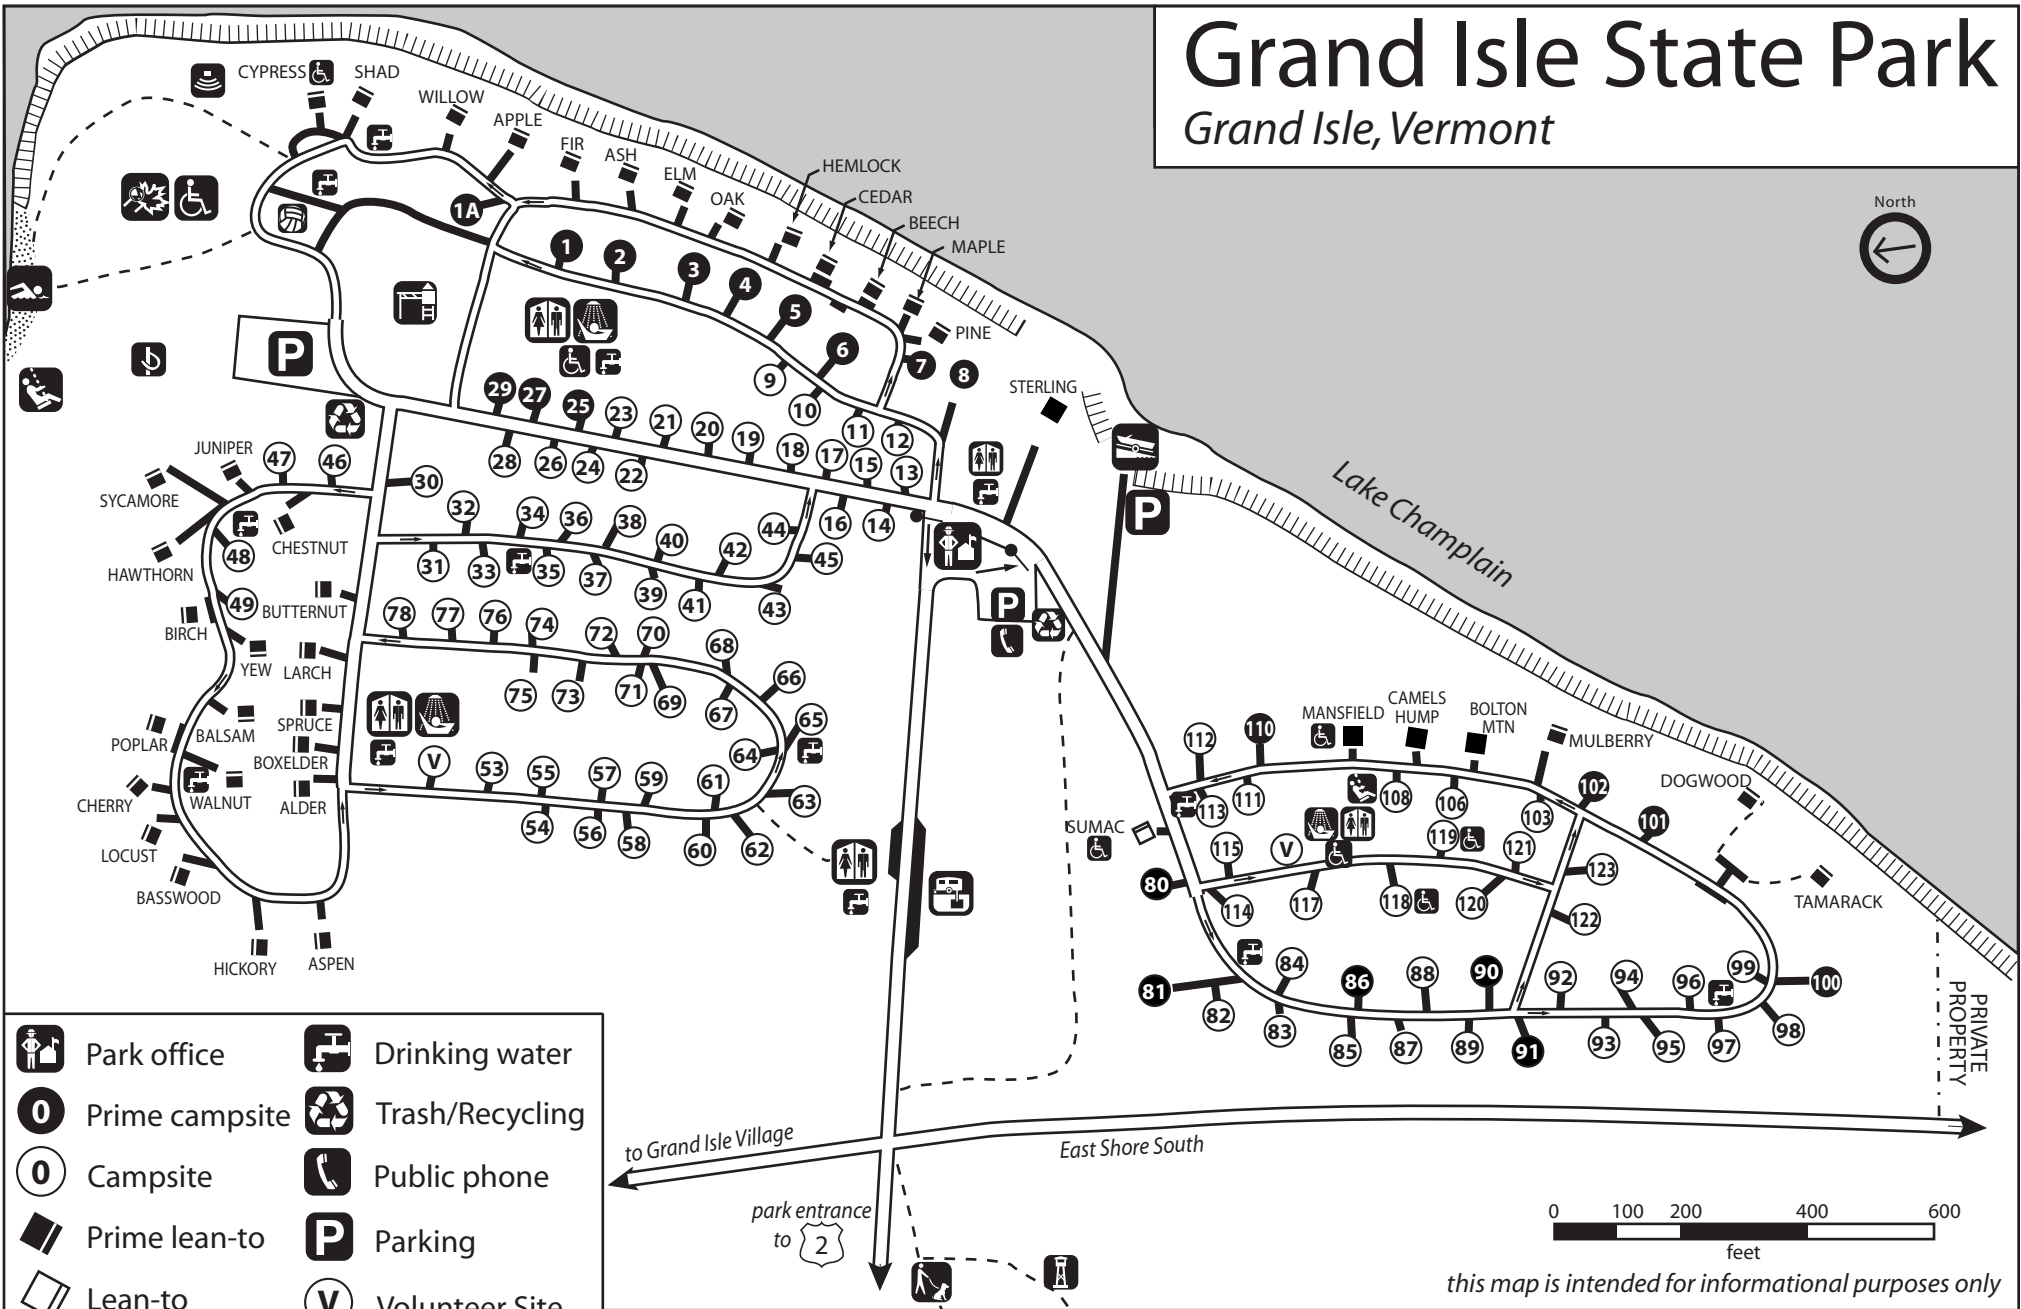 Grand Isle State Park
Grand Isle, Vermont
North
CYPRESS
SHAD
WILLOW
APPLE
FIR
ASH
ELM
OAK
HEMLOCK
CEDAR
BEECH
MAPLE
PINE
STERLING
1A
1
2
3
4
5
6
7
8
9
10
11
12
13
29
27
25
23
21
20
19
18
17
15
28
26
24
22
16
14
P
P
P
Lake Champlain
JUNIPER
47
46
30
SYCAMORE
CHESTNUT
HAWTHORN
48
49
BUTTERNUT
BIRCH
YEW
LARCH
32
34
36
38
40
42
44
45
31
33
35
37
39
41
43
78
77
76
74
72
70
68
66
65
75
73
71
69
67
64
SPRUCE
BALSAM
POPLAR
BOXELDER
CHERRY
WALNUT
ALDER
LOCUST
BASSWOOD
HICKORY
ASPEN
V
53
55
57
59
61
63
54
56
58
60
62
MANSFIELD
CAMELS
HUMP
BOLTON
MTN
MULBERRY
DOGWOOD
TAMARACK
SUMAC
112
110
113
111
108
106
103
102
101
115
V
119
121
123
80
114
117
118
120
122
81
82
84
83
86
85
88
87
90
89
91
92
94
96
99
100
93
95
97
98
PRIVATE
PROPERTY
to Grand Isle Village
East Shore South
park entrance
to
2
0 100 200 400 600
feet
this map is intended for informational purposes only
Park office
0 Prime campsite
0 Campsite
Prime lean-to
Lean-to
Drinking water
Trash/Recycling
Public phone
P Parking
V Volunteer Site